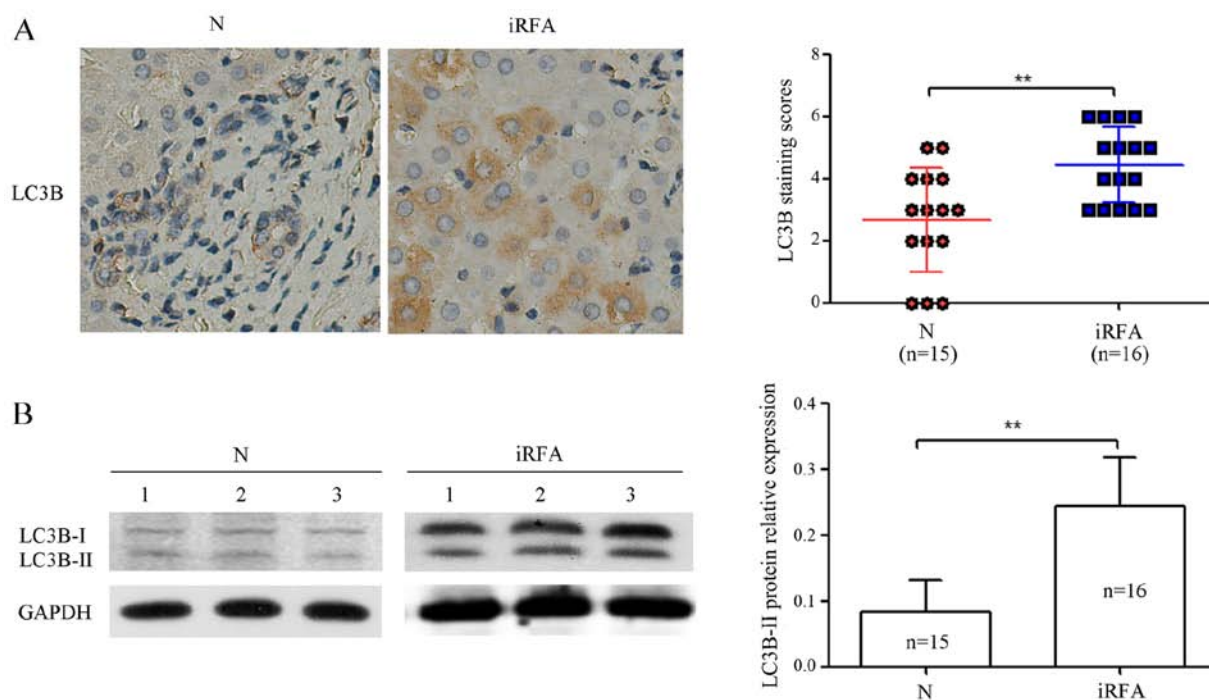 A
N
iRFA
LC3B
LC3B staining scores
8
6
4
2
0
**
N
(n=15)
iRFA
(n=16)
B
N
iRFA
1 2 3
1 2 3
LC3B-I
LC3B-II
GAPDH
LC3B-II protein relative expression
0.4
0.3
0.2
0.1
0.0
**
n=15
n=16
N
iRFA